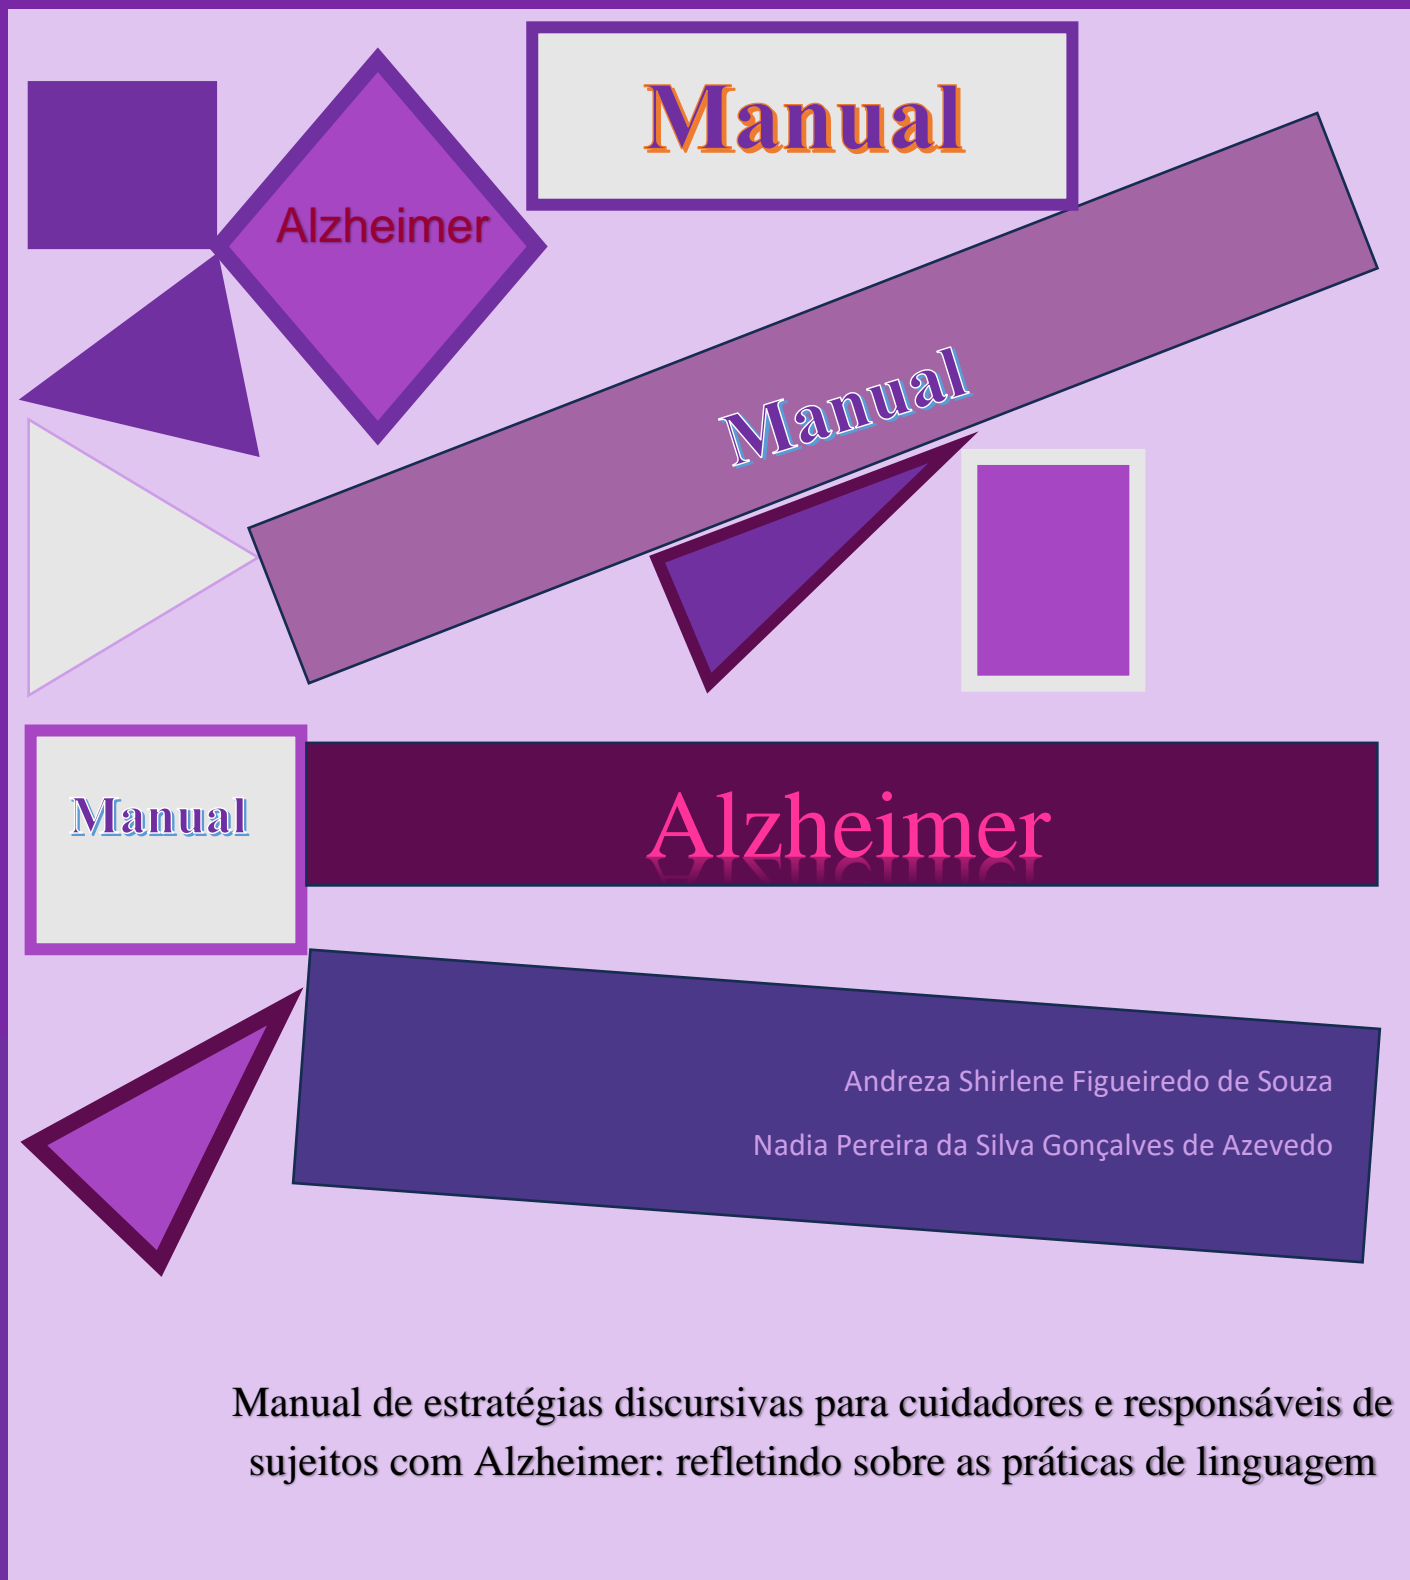 Manual
Alzheimer
Manual
Manual
Alzheimer
Andreza Shirlene Figueiredo de Souza
Nadia Pereira da Silva Gonçalves de Azevedo
Manual de estratégias discursivas para cuidadores e responsáveis de
sujeitos com Alzheimer: refletindo sobre as práticas de linguagem